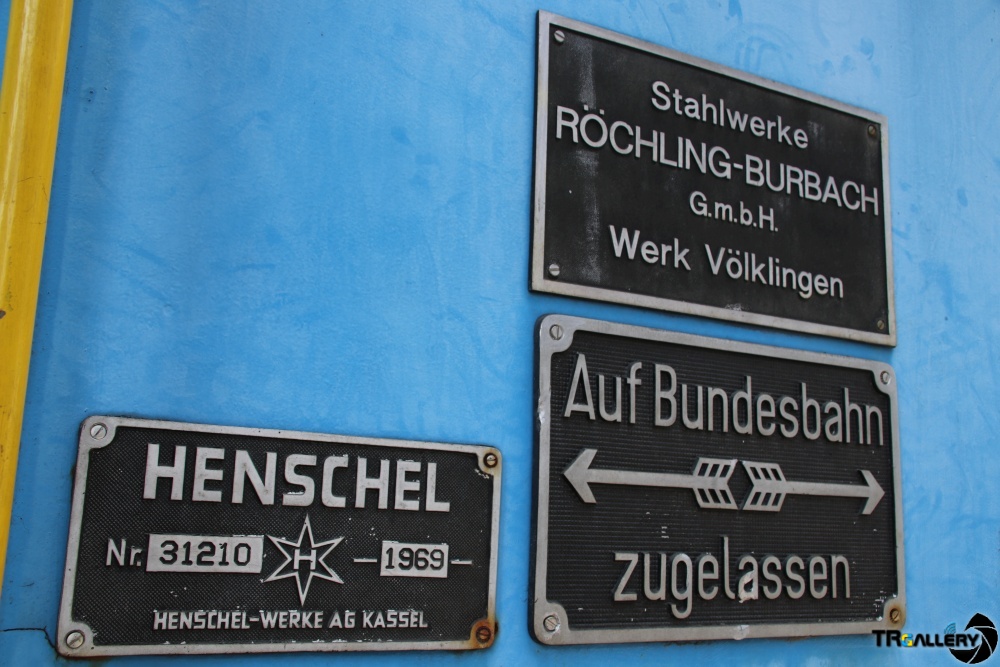 Stahlwerke
RÖCHLING-BURBACH
G.m.b.H.
Werk Völklingen
Auf Bundesbahn
zugelassen
HENSCHEL
Nr. 31210 H -1969-
HENSCHEL-WERKE AG KASSEL
TRGALLERY